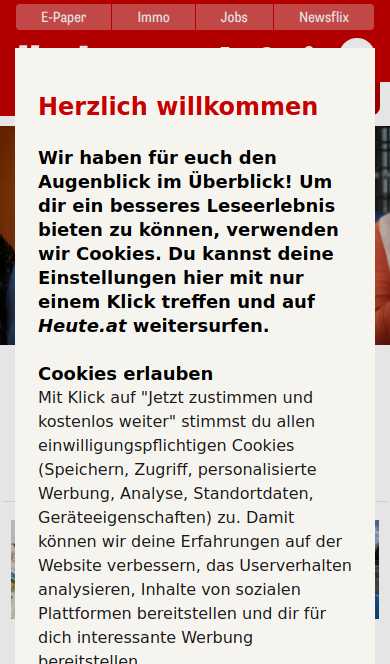 E-Paper Immo Jobs Newsflix
Herzlich willkommen
Wir haben für euch den
Augenblick im Überblick! Um
dir ein besseres Leseerlebnis
bieten zu können, verwenden
wir Cookies. Du kannst deine
Einstellungen hier mit nur
einem Klick treffen und auf
Heute.at weitersurfen.
Cookies erlauben
Mit Klick auf "Jetzt zustimmen und
kostenlos weiter" stimmst du allen
einwilligungspflichtigen Cookies
(Speichern, Zugriff, personalisierte
Werbung, Analyse, Standortdaten,
Geräteeigenschaften) zu. Damit
können wir deine Erfahrungen auf der
Website verbessern, das Userverhalten
analysieren, Inhalte von sozialen
Plattformen bereitstellen und dir für
dich interessante Werbung
bereitstellen